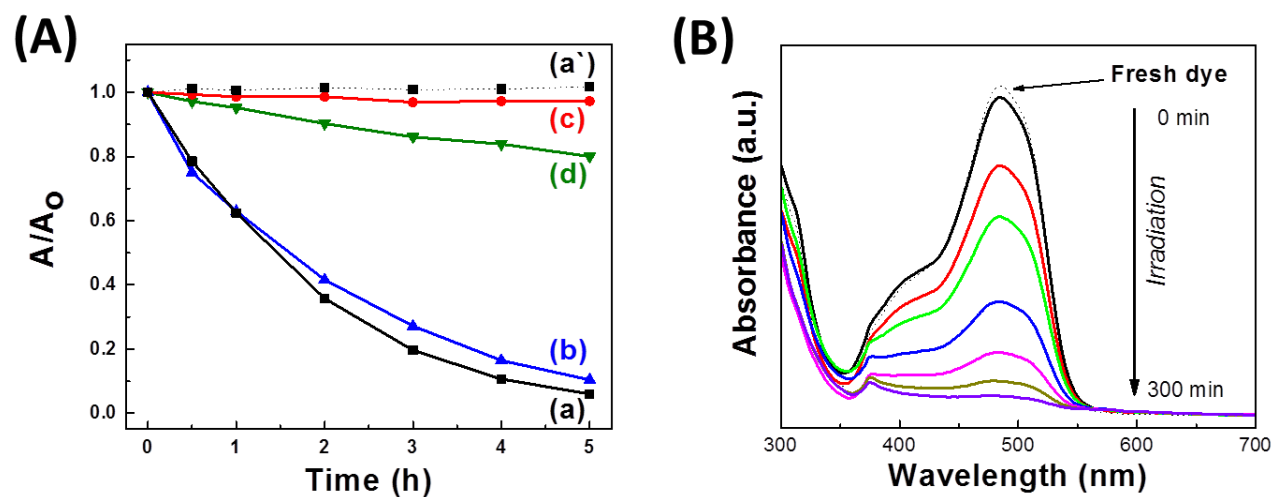 (A)
A/A₀
1.0
0.8
0.6
0.4
0.2
0.0
(a`)
(c)
(d)
(b)
(a)
0 1 2 3 4 5
Time (h)
(B)
Absorbance (a.u.)
Fresh dye
0 min
Irradiation
300 min
300 400 500 600 700
Wavelength (nm)